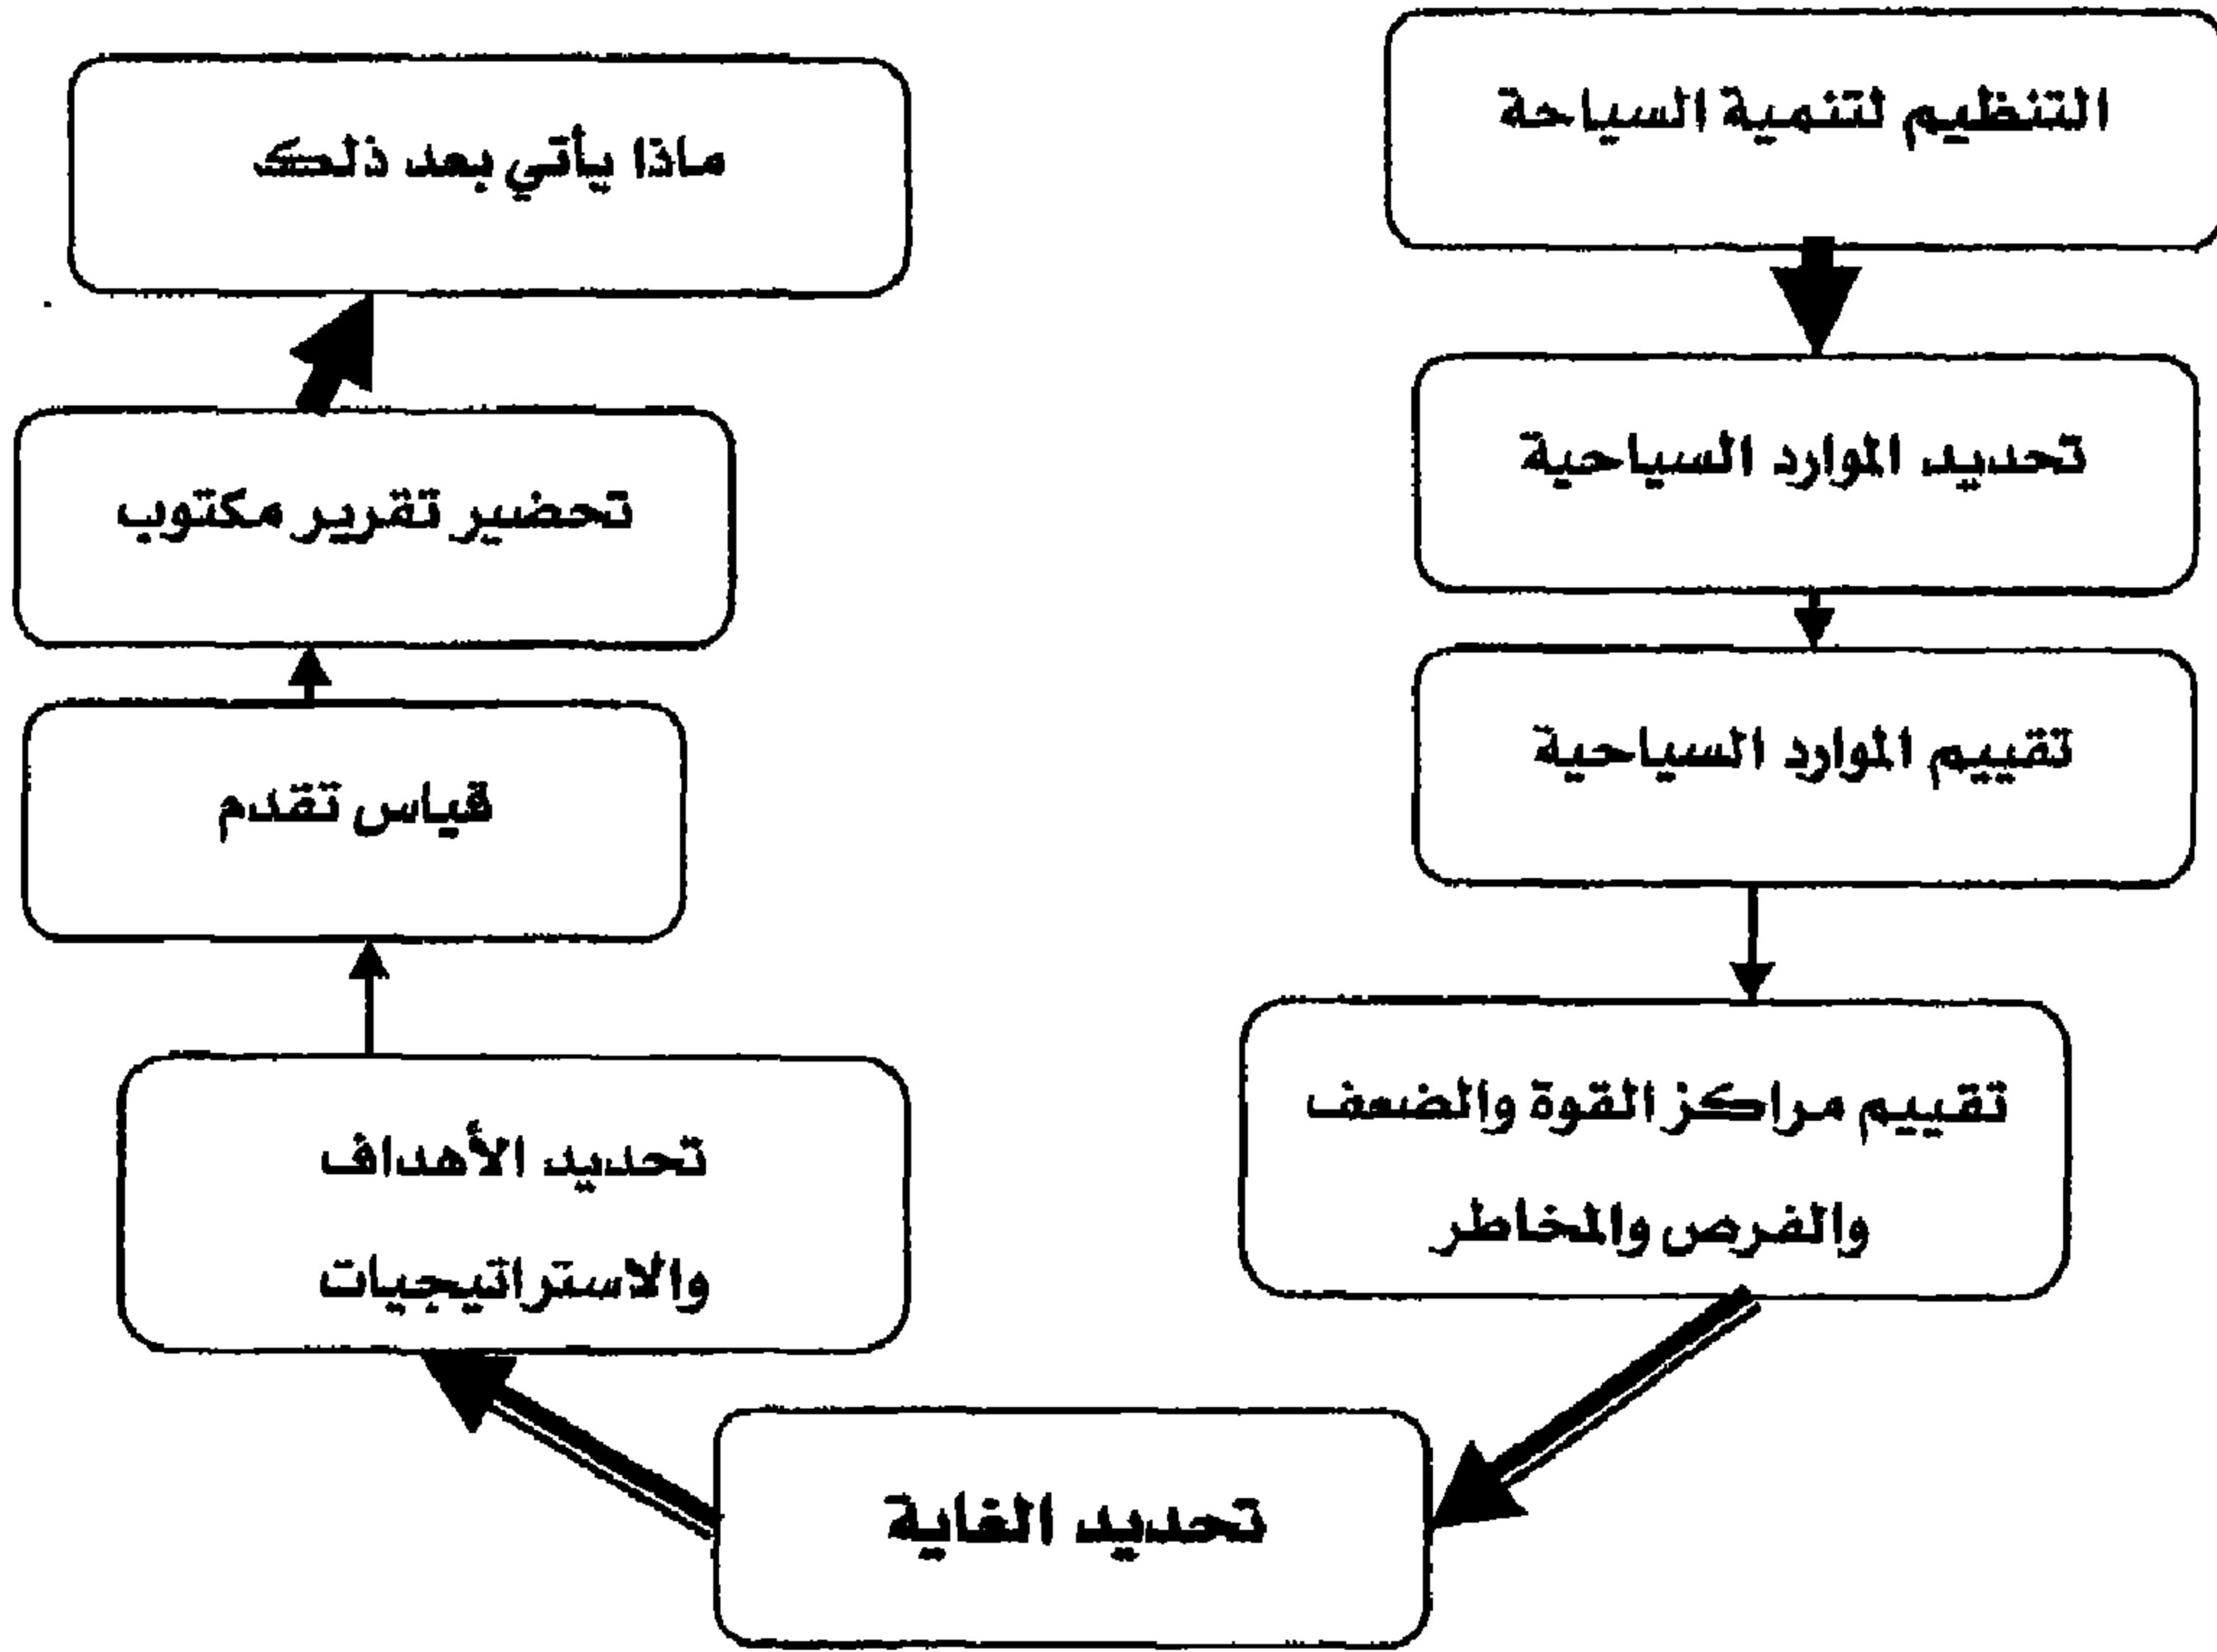 التنظيم لتنمية السياحة
تحديد الموارد السياحية
تقييم الموارد السياحية
تقييم مراكز القوة والضعف
والفرص والمخاطر
تحديد الغاية
تحديد الأهداف
والاستراتيجيات
قياس تقدم
تحضير تقرير مكتوب
ماذا يأتي بعد ذلك